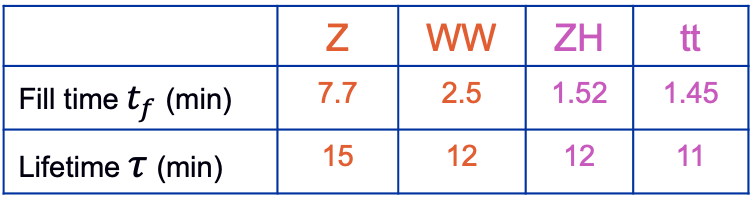 Z WW ZH tt
Fill time t_f (min) 7.7 2.5 1.52 1.45
Lifetime τ (min) 15 12 12 11